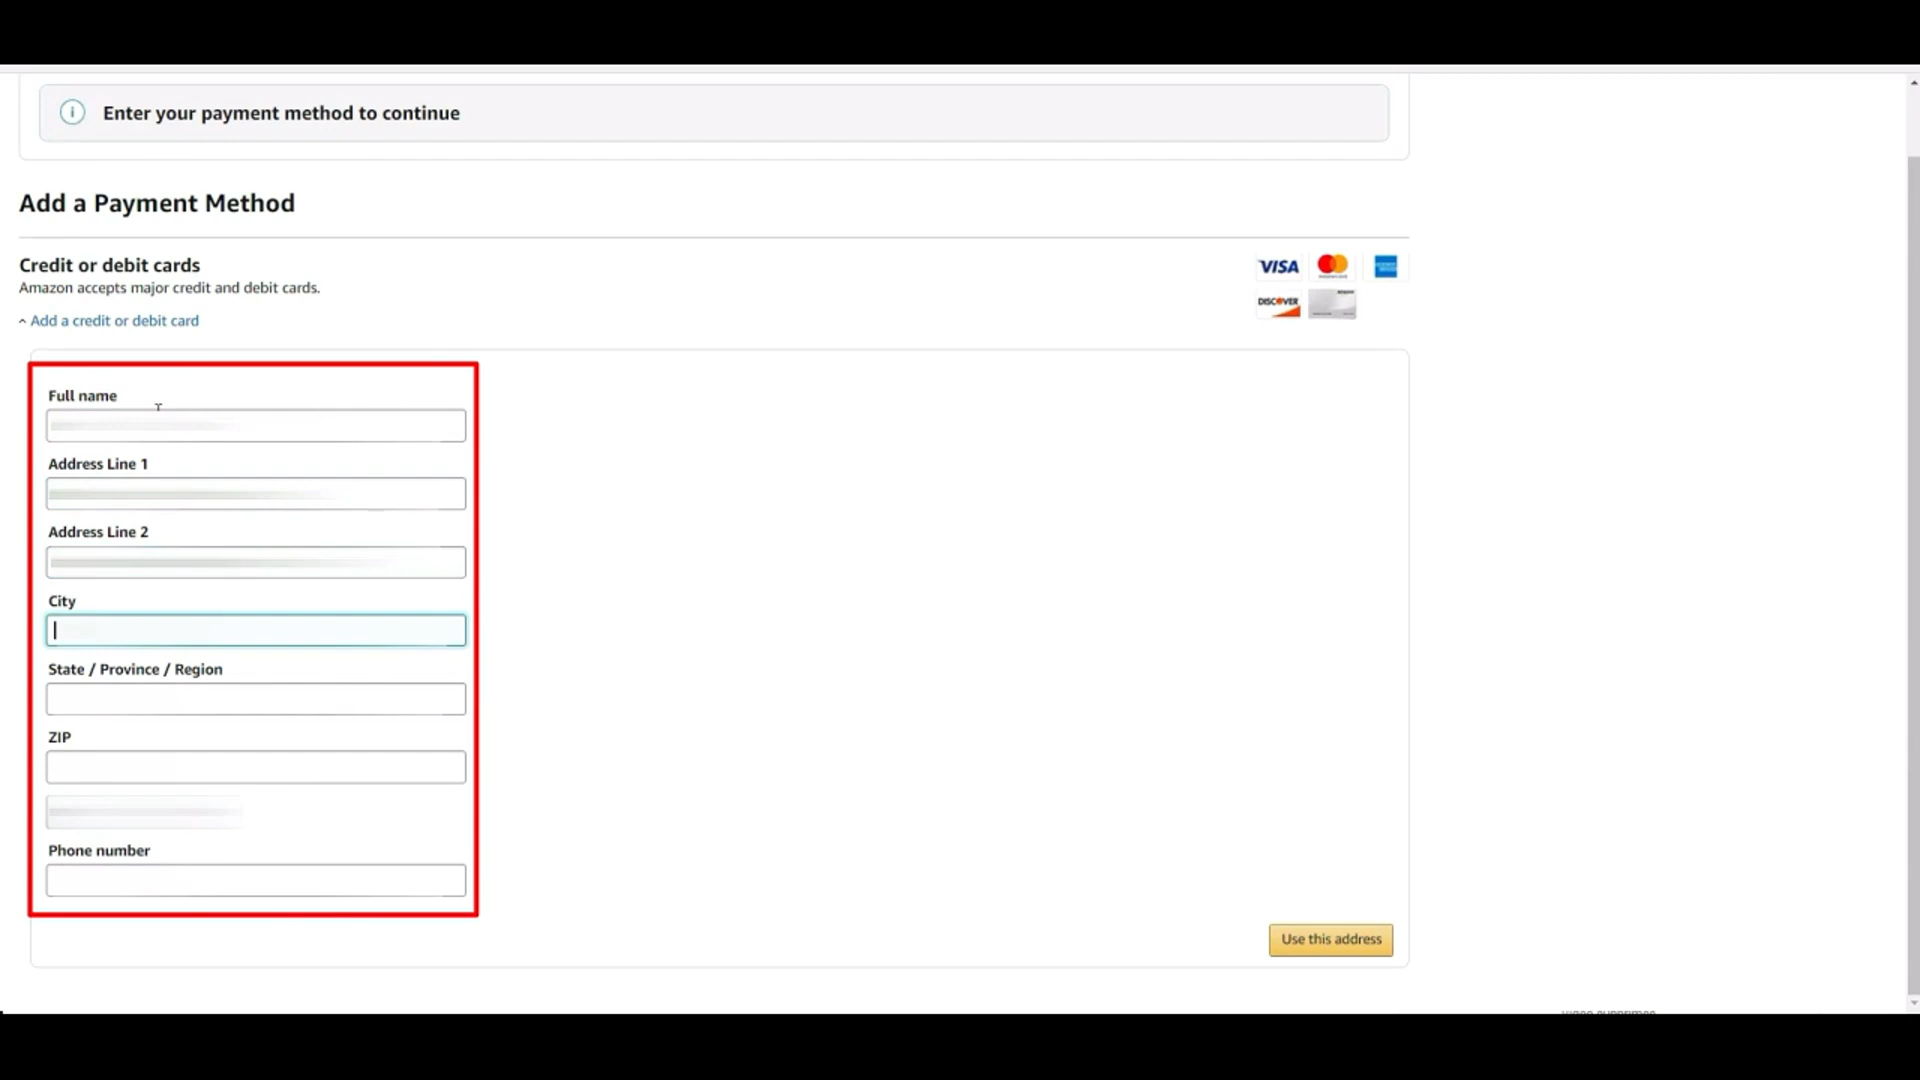 Enter your payment method to continue
Add a Payment Method
Credit or debit cards
Amazon accepts major credit and debit cards.
Add a credit or debit card
VISA
DISCOVER
Full name
Address Line 1
Address Line 2
City
State / Province / Region
ZIP
Phone number
Use this address